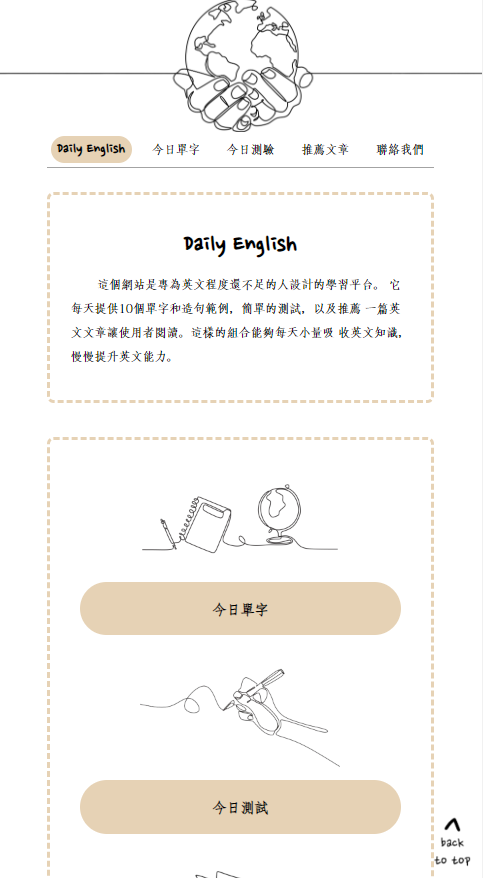 Daily English 今日單字 今日測驗 推薦文章 聯絡我們
Daily English
這個網站是專為英文程度還不足的人設計的學習平台。 它
每天提供10個單字和造句範例, 簡單的測試, 以及推薦 一篇英
文文章讓使用者閱讀。這樣的組合能夠每天小量吸 收英文知識,
慢慢提升英文能力。
今日單字
今日測試
back
to top